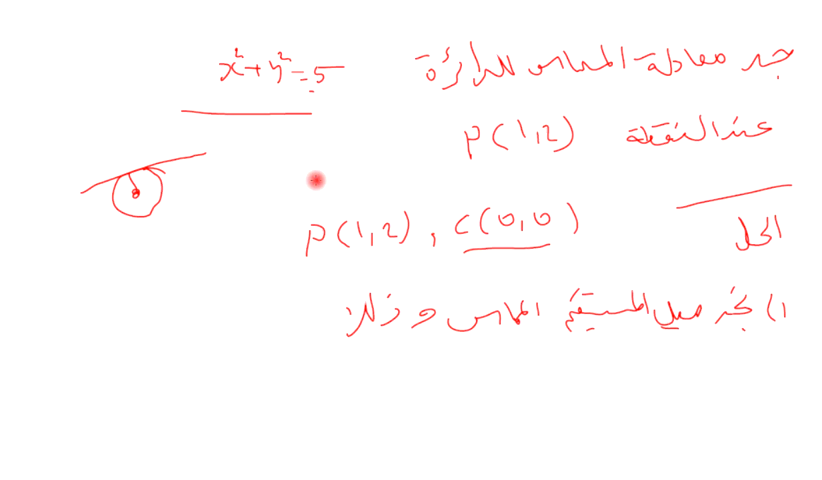 جد معادلة المماس للدائرة x² + y² = 5
عند النقطة P(1,2)
الحل P(1,2) , C(0,0)
1) نجد ميل المستقيم المماس وذلك